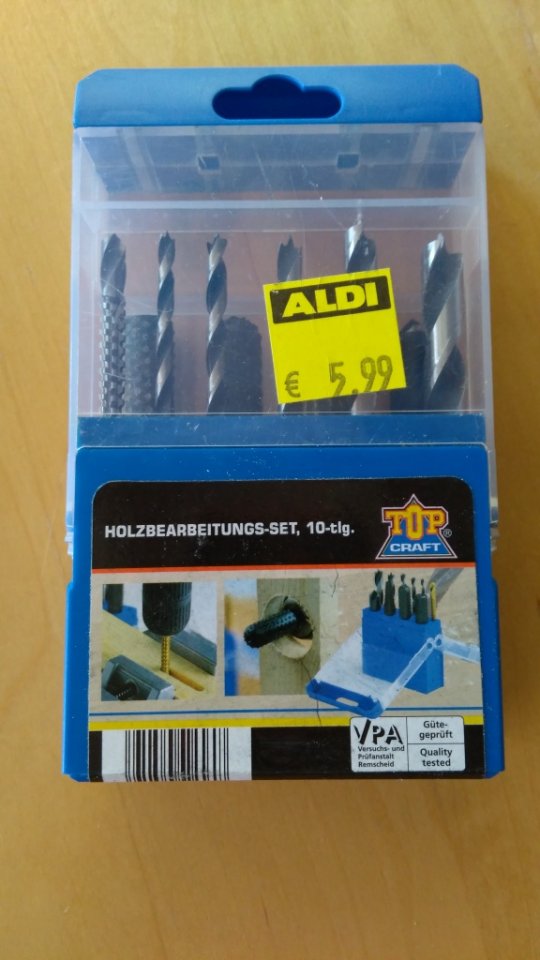 ALDI
€ 5.99
HOLZBEARBEITUNGS-SET, 10-tlg.
TOP ®
CRAFT
VPA
Versuchs- und
Prüfanstalt
Remscheid
Güte-
geprüft
Quality
tested